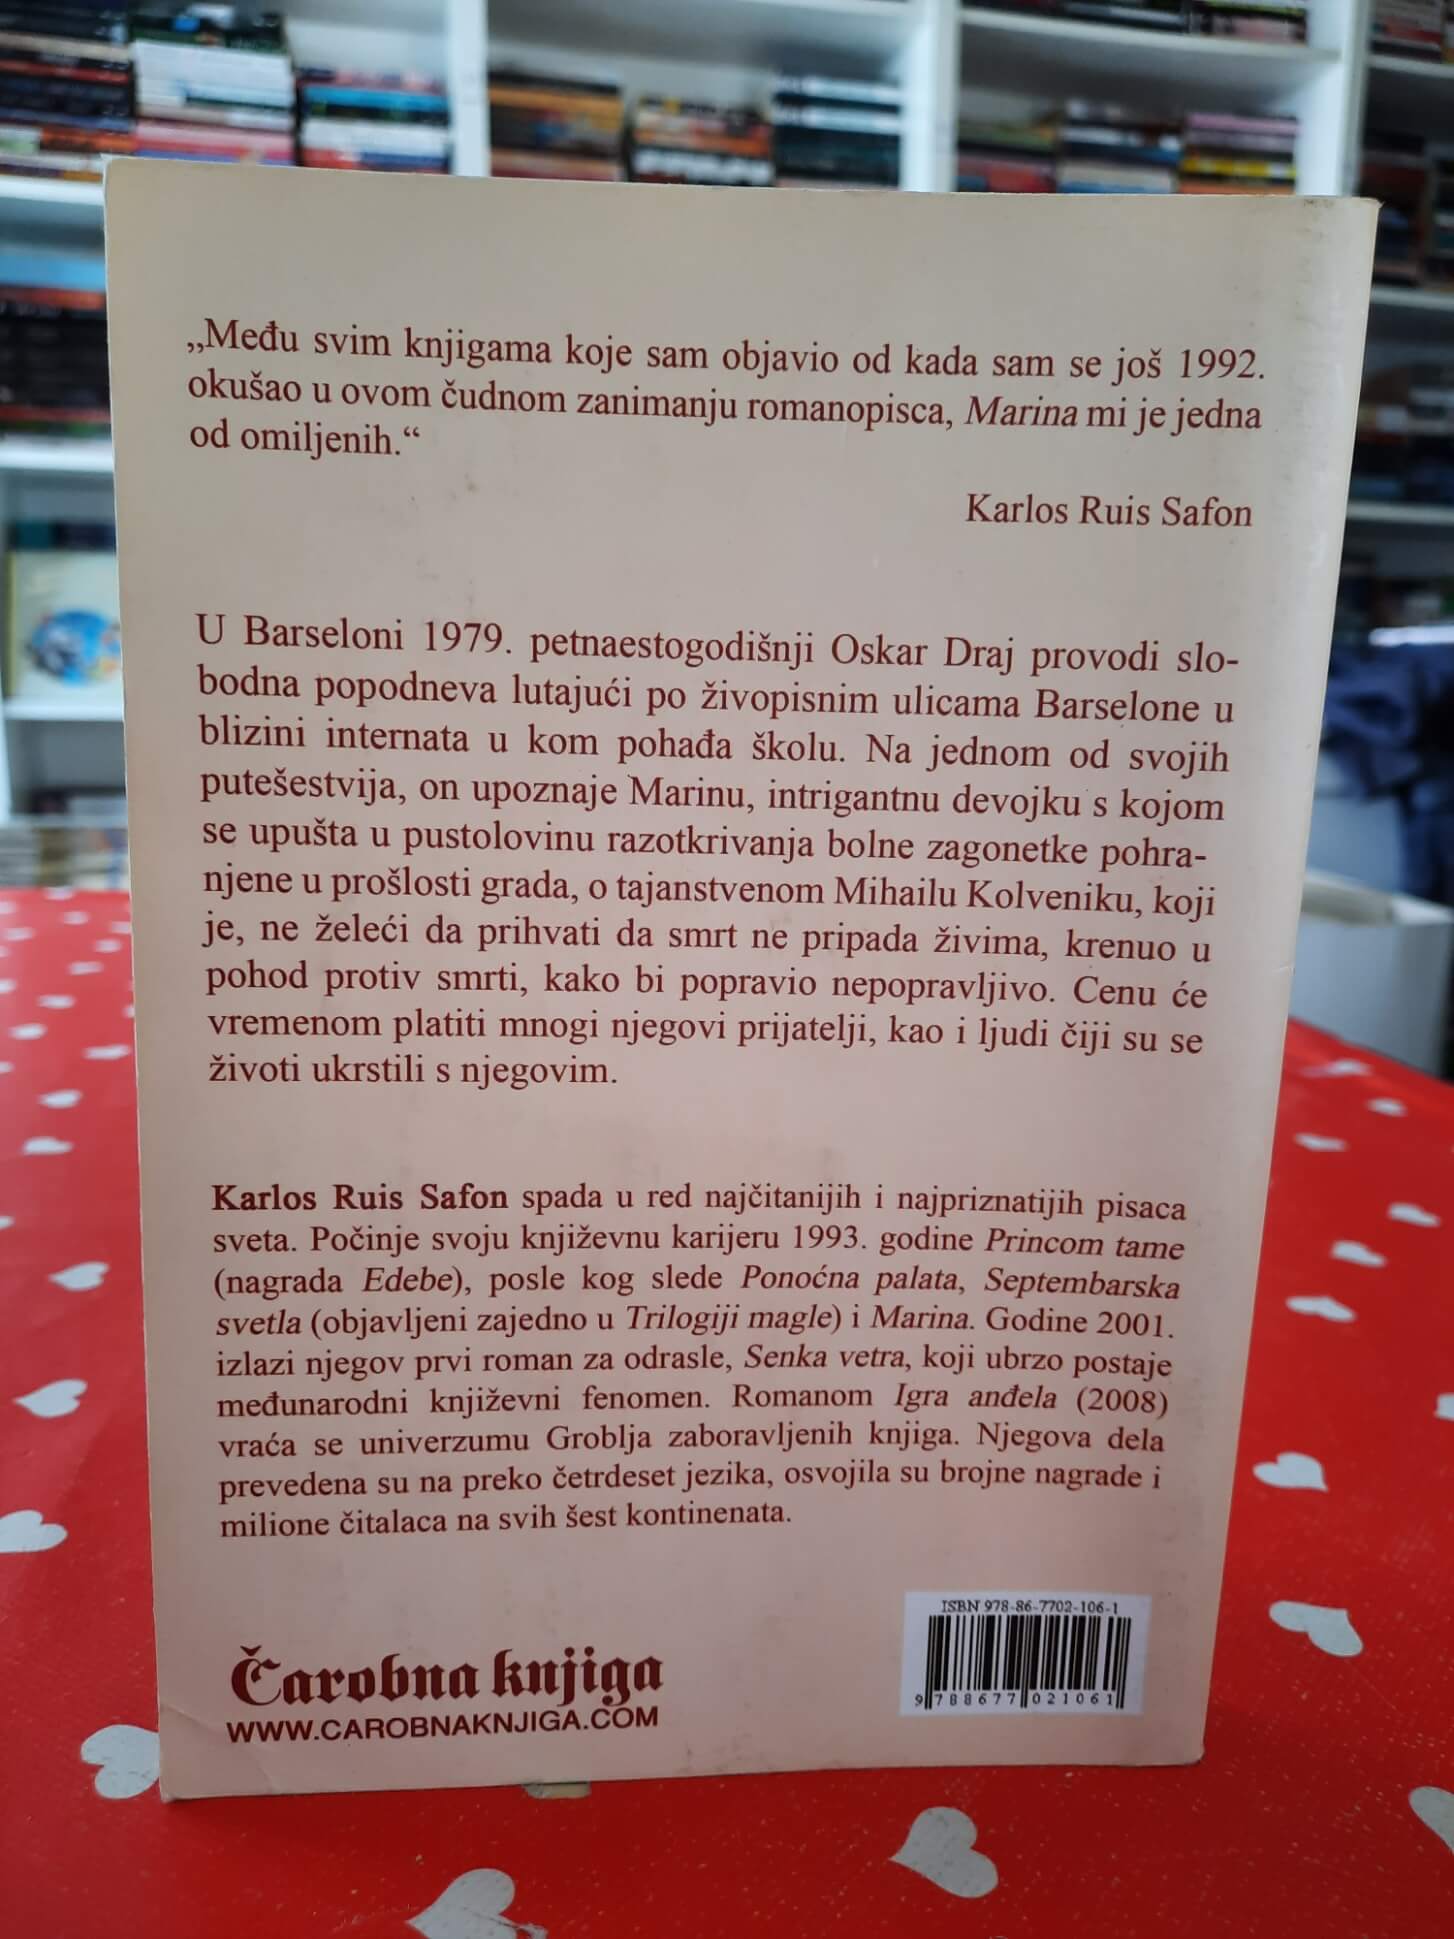 „Među svim knjigama koje sam objavio od kada sam se još 1992.
okušao u ovom čudnom zanimanju romanopisca, Marina mi je jedna
od omiljenih.“
Karlos Ruis Safon
U Barseloni 1979. petnaestogodišnji Oskar Draj provodi slo-
bodna popodneva lutajući po živopisnim ulicama Barselone u
blizini internata u kom pohađa školu. Na jednom od svojih
putešestvija, on upoznaje Marinu, intrigantnu devojku s kojom
se upušta u pustolovinu razotkrivanja bolne zagonetke pohra-
njene u prošlosti grada, o tajanstvenom Mihailu Kolveniku, koji
je, ne želeći da prihvati da smrt ne pripada živima, krenuo u
pohod protiv smrti, kako bi popravio nepopravljivo. Cenu će
vremenom platiti mnogi njegovi prijatelji, kao i ljudi čiji su se
životi ukrstili s njegovim.
Karlos Ruis Safon spada u red najčitanijih i najpriznatijih pisaca
sveta. Počinje svoju književnu karijeru 1993. godine Princom tame
(nagrada Edebe), posle kog slede Ponoćna palata, Septembarska
svetla (objavljeni zajedno u Trilogiji magle) i Marina. Godine 2001.
izlazi njegov prvi roman za odrasle, Senka vetra, koji ubrzo postaje
međunarodni književni fenomen. Romanom Igra anđela (2008)
vraća se univerzumu Groblja zaboravljenih knjiga. Njegova dela
prevedena su na preko četrdeset jezika, osvojila su brojne nagrade i
milione čitalaca na svih šest kontinenata.
Čarobna knjiga
WWW.CAROBNAKNJIGA.COM
ISBN 978-86-7702-106-1
9 788677 021061